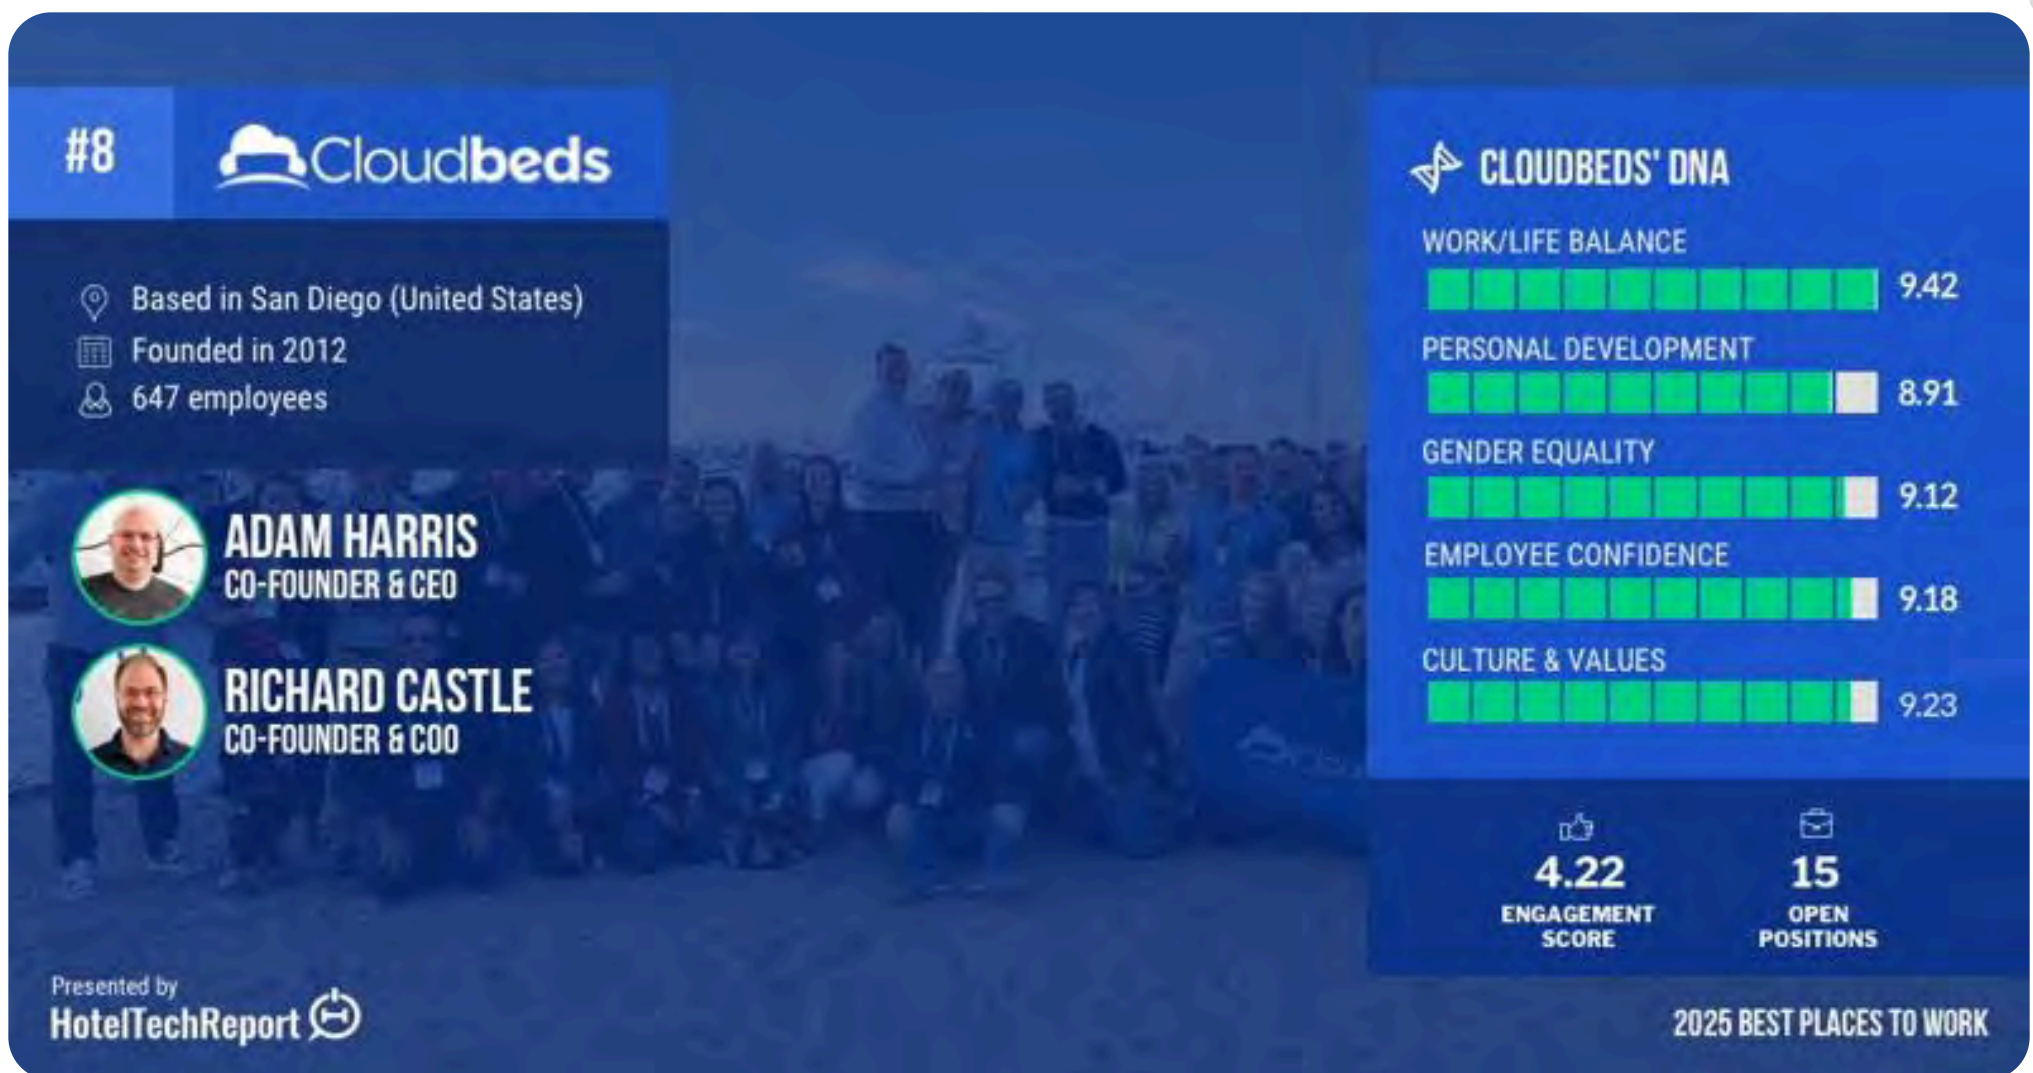 #8
Cloudbeds
Based in San Diego (United States)
Founded in 2012
647 employees
ADAM HARRIS
CO-FOUNDER & CEO
RICHARD CASTLE
CO-FOUNDER & COO
Presented by
HotelTechReport
CLOUDBEDS' DNA
WORK/LIFE BALANCE
9.42
PERSONAL DEVELOPMENT
8.91
GENDER EQUALITY
9.12
EMPLOYEE CONFIDENCE
9.18
CULTURE & VALUES
9.23
4.22
ENGAGEMENT
SCORE
15
OPEN
POSITIONS
2025 BEST PLACES TO WORK